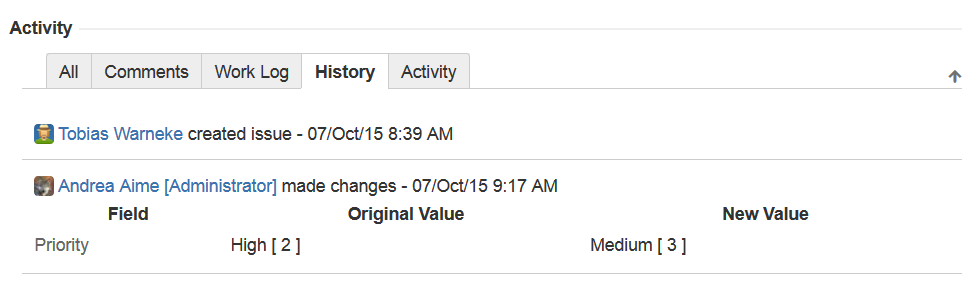 Activity
All Comments Work Log History Activity
Tobias Warneke created issue - 07/Oct/15 8:39 AM
Andrea Aime [Administrator] made changes - 07/Oct/15 9:17 AM
Field Original Value New Value
Priority High [ 2 ] Medium [ 3 ]